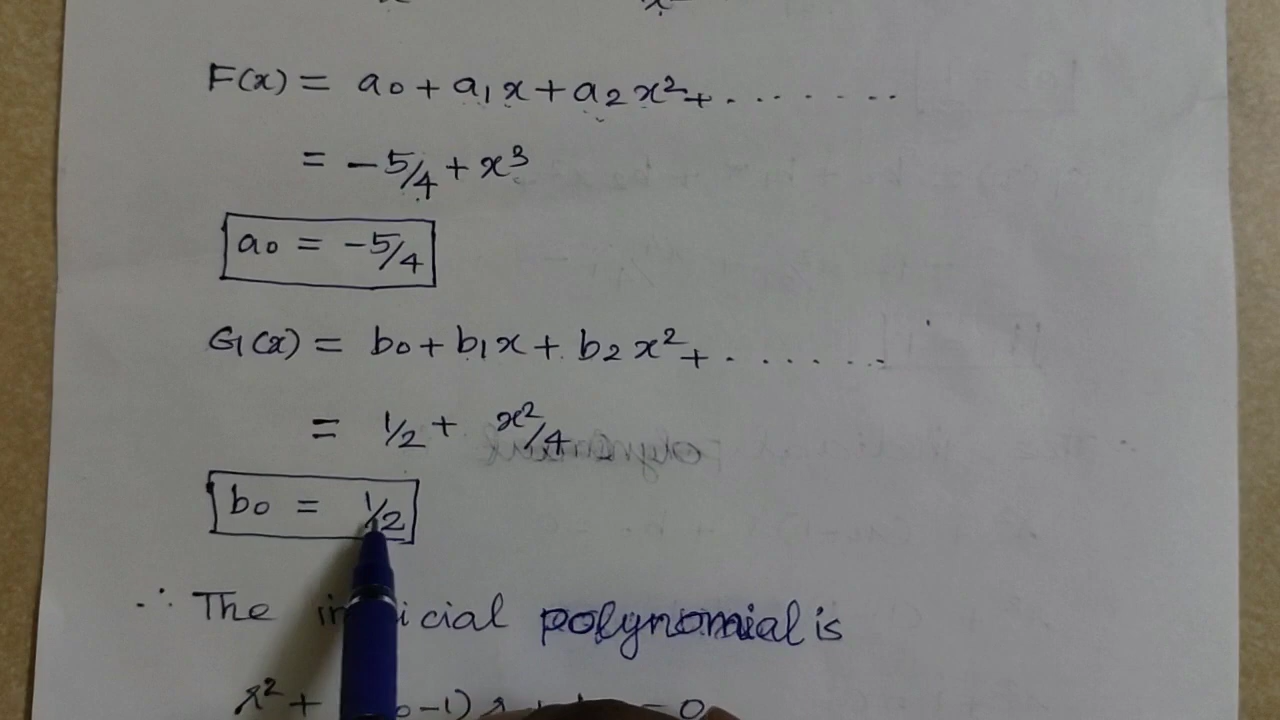 F(x) = a0 + a1x + a2x² + ........
= -5/4 + x³
a0 = -5/4
G(x) = b0 + b1x + b2x² + .......
= 1/2 + x²/4
b0 = 1/2
∴ The polynomial is